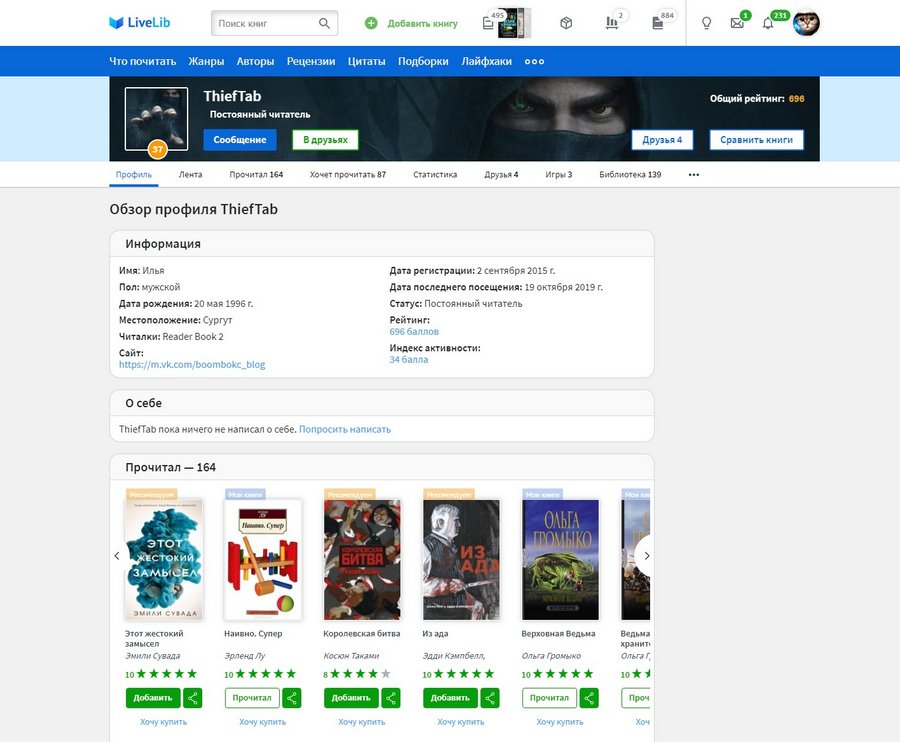 LiveLib
Поиск книг
Добавить книгу
495
2
884
1
231
Что почитать Жанры Авторы Рецензии Цитаты Подборки Лайфхаки
ThiefTab
Постоянный читатель
Общий рейтинг: 696
37
Сообщение В друзьях Друзья 4 Сравнить книги
Профиль Лента Прочитал 164 Хочет прочитать 87 Статистика Друзья 4 Игры 3 Библиотека 139 •••
Обзор профиля ThiefTab
Информация
Имя: Илья
Пол: мужской
Дата рождения: 20 мая 1996 г.
Местоположение: Сургут
Читалки: Reader Book 2
Сайт:
https://m.vk.com/boombokc_blog
Дата регистрации: 2 сентября 2015 г.
Дата последнего посещения: 19 октября 2019 г.
Статус: Постоянный читатель
Рейтинг:
696 баллов
Индекс активности:
34 балла
О себе
ThiefTab пока ничего не написал о себе. Попросить написать
Прочитал — 164
Рекомендуем Мои книги Рекомендуем Рекомендуем Мои книги Мои кни
ЭТОТ
ЖЕСТОКИЙ
ЗАМЫСЕЛ
ЭМИЛИ СУВАДА
Наивно. Супер
КОРОЛЕВСКАЯ
БИТВА
ИЗ
АДА
ОЛЬГА
ГРОМЫКО
Этот жестокий
замысел
Эмили Сувада
10
Добавить
Хочу купить
Наивно. Супер
Эрленд Лу
10
Прочитал
Хочу купить
Королевская битва
Косюн Таками
8
Добавить
Хочу купить
Из ада
Эдди Кэмпбелл,
10
Добавить
Хочу купить
Верховная Ведьма
Ольга Громыко
10
Прочитал
Хочу купить
Ведьма
хранит
Ольга Г
10
Проч
Хоч